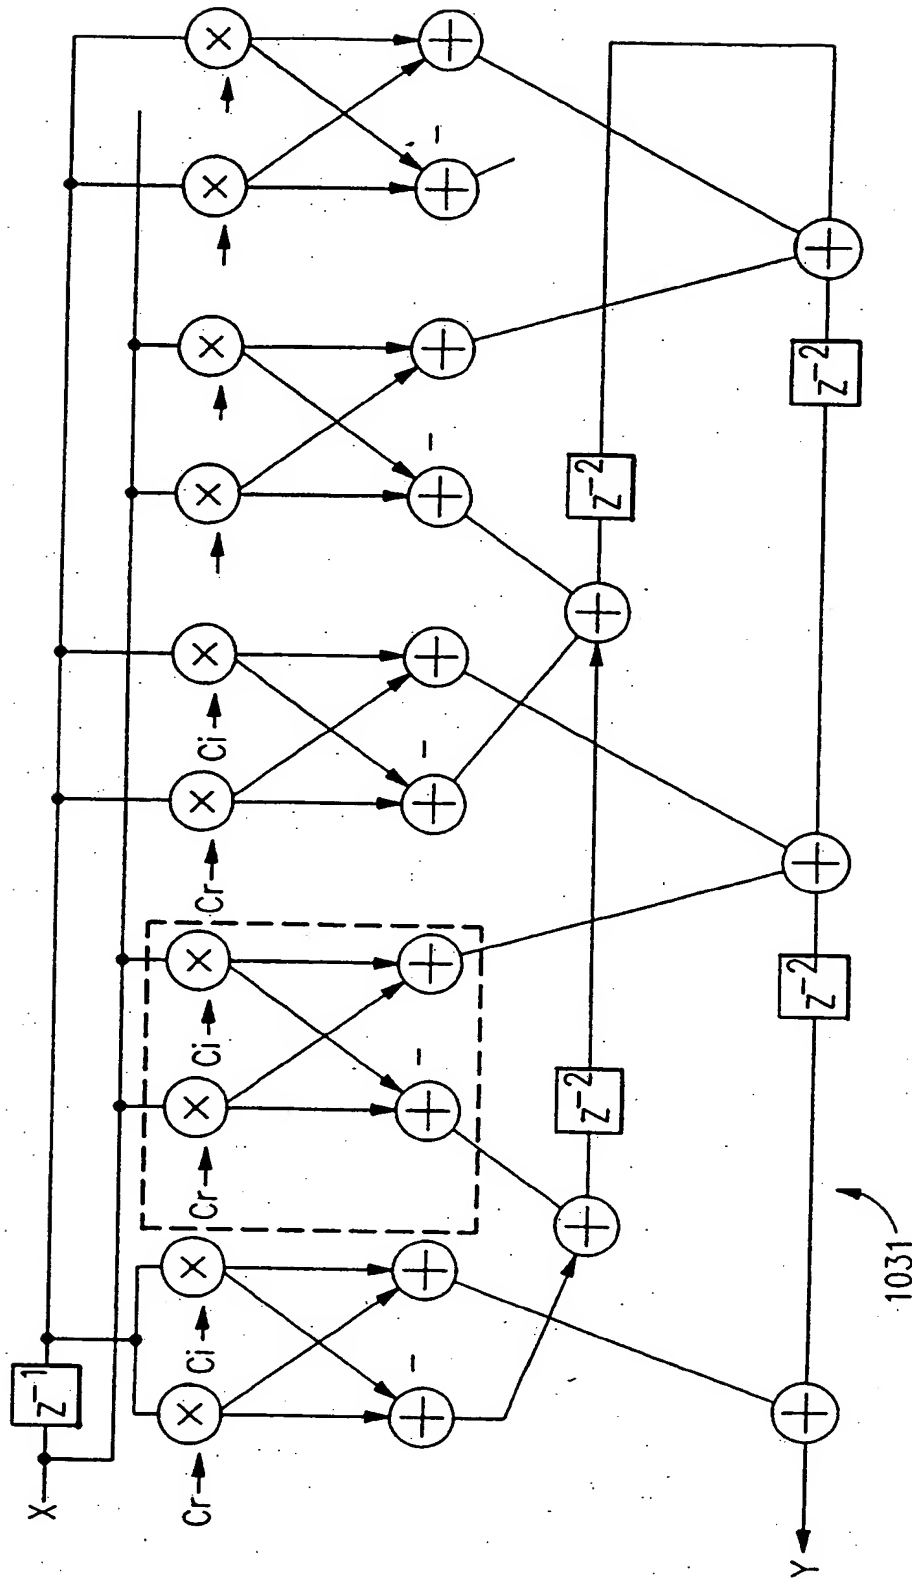 X
z⁻¹
Cr
Ci
Cr
Ci
Cr
Ci
×
×
×
×
×
×
×
×
×
×
+
−
+
+
−
+
+
−
+
+
−
+
+
−
+
+
z⁻²
+
z⁻²
Y
+
z⁻²
+
z⁻²
+
1031